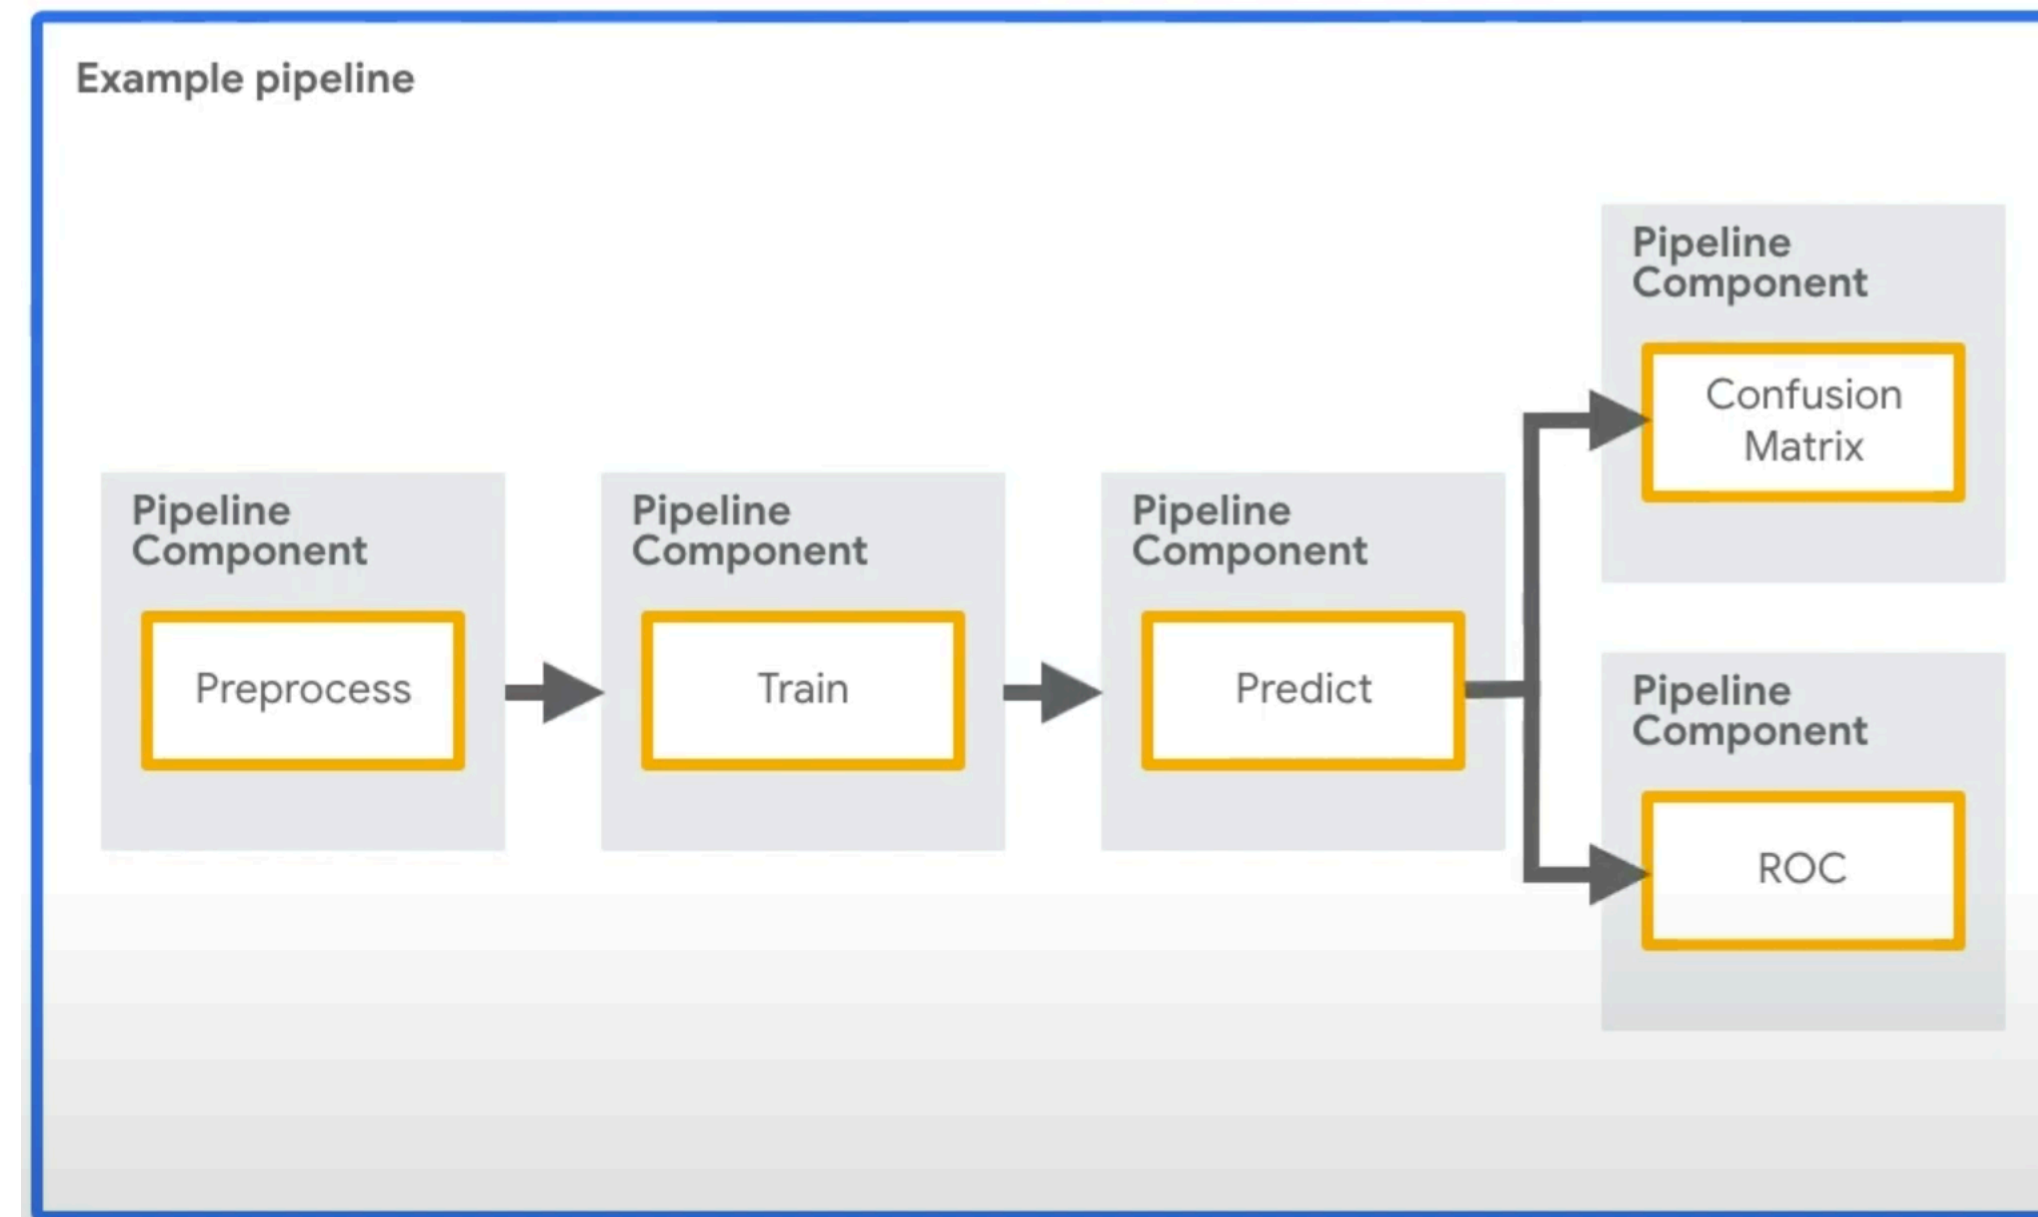 Example pipeline
Pipeline
Component
Preprocess
Pipeline
Component
Train
Pipeline
Component
Predict
Pipeline
Component
Confusion
Matrix
Pipeline
Component
ROC